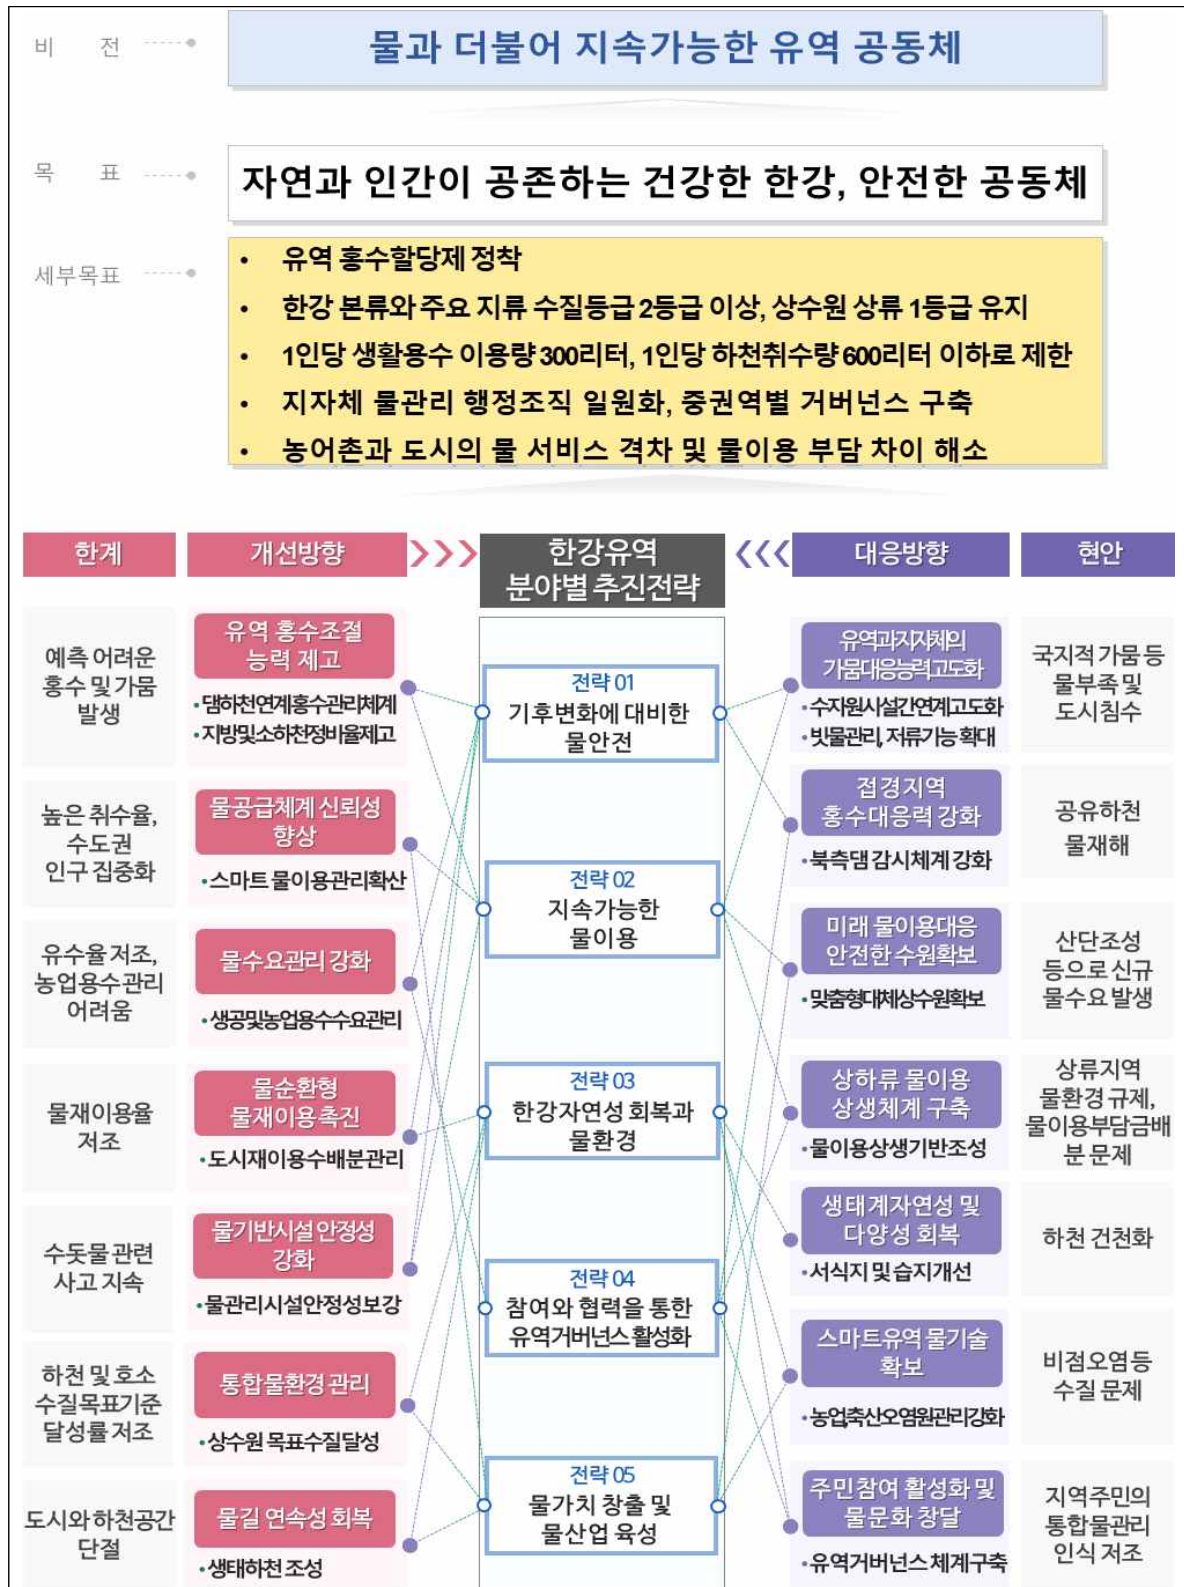 비 전
물과 더불어 지속가능한 유역 공동체
목 표
자연과 인간이 공존하는 건강한 한강, 안전한 공동체
세부목표
• 유역 홍수할당제 정착
• 한강 본류와 주요 지류 수질등급 2등급 이상, 상수원 상류 1등급 유지
• 1인당 생활용수 이용량 300리터, 1인당 하천취수량 600리터 이하로 제한
• 지자체 물관리 행정조직 일원화, 중권역별 거버넌스 구축
• 농어촌과 도시의 물 서비스 격차 및 물이용 부담 차이 해소
한계
개선방향
한강유역
분야별 추진전략
대응방향
현안
예측 어려운
홍수 및 가뭄
발생
유역 홍수조절
능력 제고
•댐하천연계홍수관리체계
•지방및소하천정비율제고
높은 취수율,
수도권
인구 집중화
물공급체계 신뢰성
향상
•스마트 물이용관리확산
유수율 저조,
농업용수관리
어려움
물수요관리 강화
•생공및농업용수수요관리
물재이용율
저조
물순환형
물재이용촉진
•도시재이용수배분관리
수돗물 관련
사고 지속
물기반시설 안정성
강화
•물관리시설안정성보강
하천 및 호소
수질목표기준
달성률 저조
통합물환경 관리
•상수원 목표수질달성
도시와 하천공간
단절
물길 연속성 회복
•생태하천 조성
전략 01
기후변화에 대비한
물안전
전략 02
지속가능한
물이용
전략 03
한강자연성 회복과
물환경
전략 04
참여와 협력을 통한
유역거버넌스 활성화
전략 05
물가치 창출 및
물산업 육성
유역과지자체의
가뭄대응능력고도화
•수자원시설간연계고도화
•빗물관리, 저류기능 확대
국지적 가뭄 등
물부족 및
도시침수
접경지역
홍수대응력 강화
•북측댐 감시체계 강화
공유하천
물재해
미래 물이용대응
안전한 수원확보
•맞춤형대체상수원확보
산단조성
등으로 신규
물수요 발생
상하류 물이용
상생체계 구축
•물이용상생기반조성
상류지역
물환경 규제,
물이용부담금배
분 문제
생태계자연성 및
다양성 회복
•서식지 및 습지개선
하천 건천화
스마트유역 물기술
확보
•농업축산오염원관리강화
비점오염 등
수질 문제
주민참여 활성화 및
물문화 창달
•유역거버넌스 체계구축
지역주민의
통합물관리
인식 저조